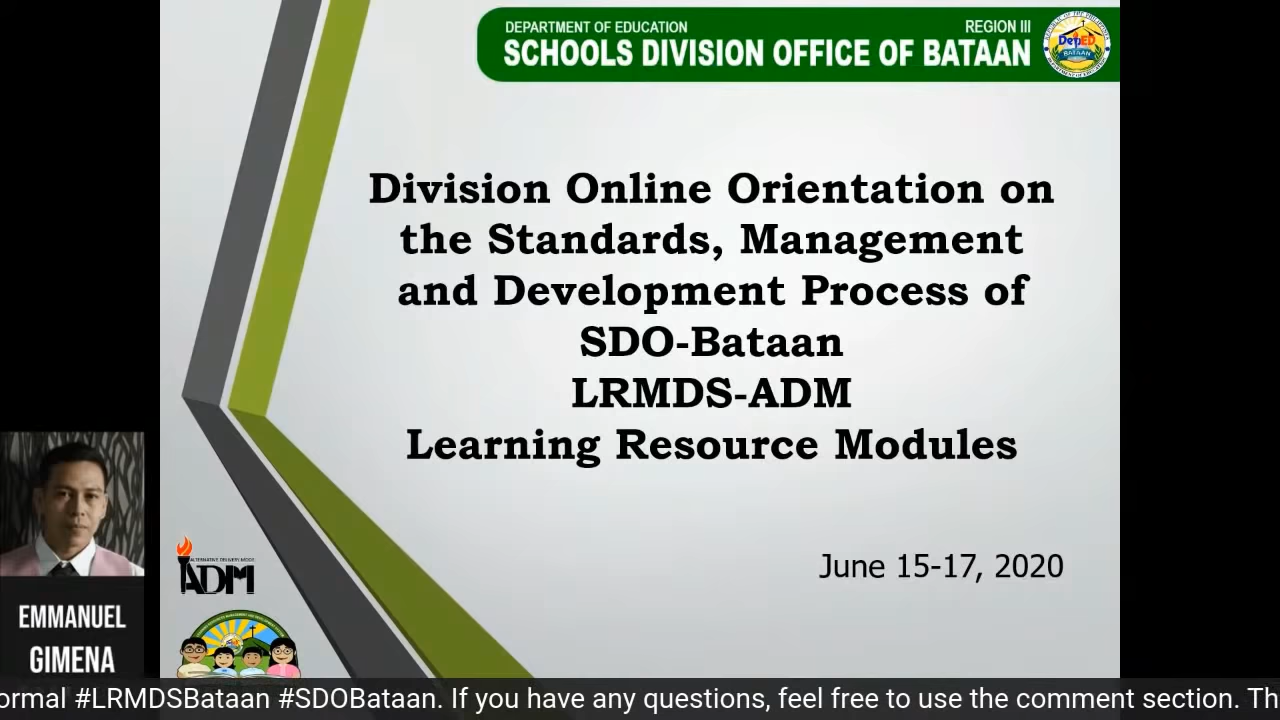 DEPARTMENT OF EDUCATION
REGION III
SCHOOLS DIVISION OFFICE OF BATAAN
DepED
BATAAN
Division Online Orientation on
the Standards, Management
and Development Process of
SDO-Bataan
LRMDS-ADM
Learning Resource Modules
June 15-17, 2020
ADM
EMMANUEL
GIMENA
ormal #LRMDSBataan #SDOBataan. If you have any questions, feel free to use the comment section. Th